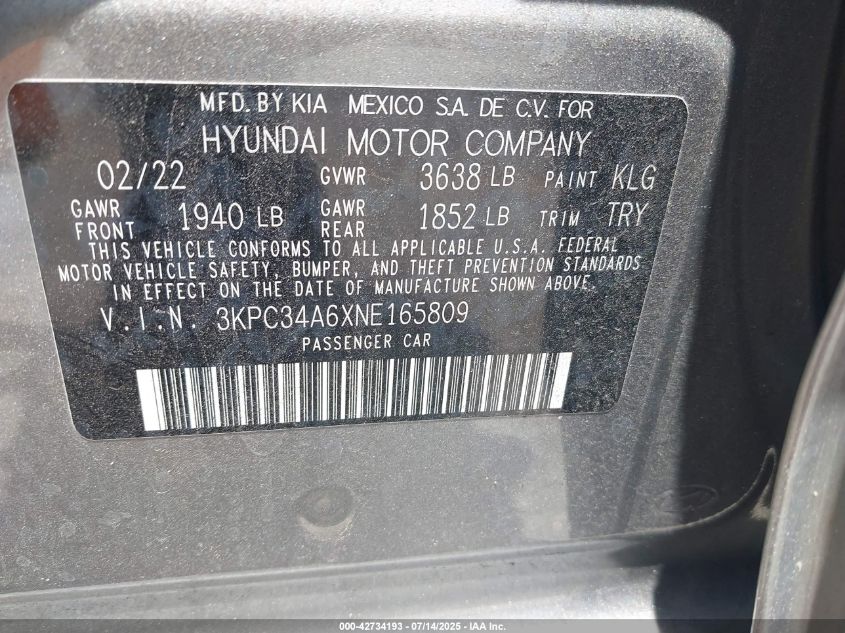 MFD. BY KIA MEXICO S.A. DE C.V. FOR
HYUNDAI MOTOR COMPANY
02/22 GVWR 3638 LB PAINT KLG
GAWR FRONT 1940 LB GAWR REAR 1852 LB TRIM TRY
THIS VEHICLE CONFORMS TO ALL APPLICABLE U.S.A. FEDERAL
MOTOR VEHICLE SAFETY, BUMPER, AND THEFT PREVENTION STANDARDS
IN EFFECT ON THE DATE OF MANUFACTURE SHOWN ABOVE.
V.I.N. 3KPC34A6XNE165809
PASSENGER CAR
000-42734193 - 07/14/2025 - IAA Inc.